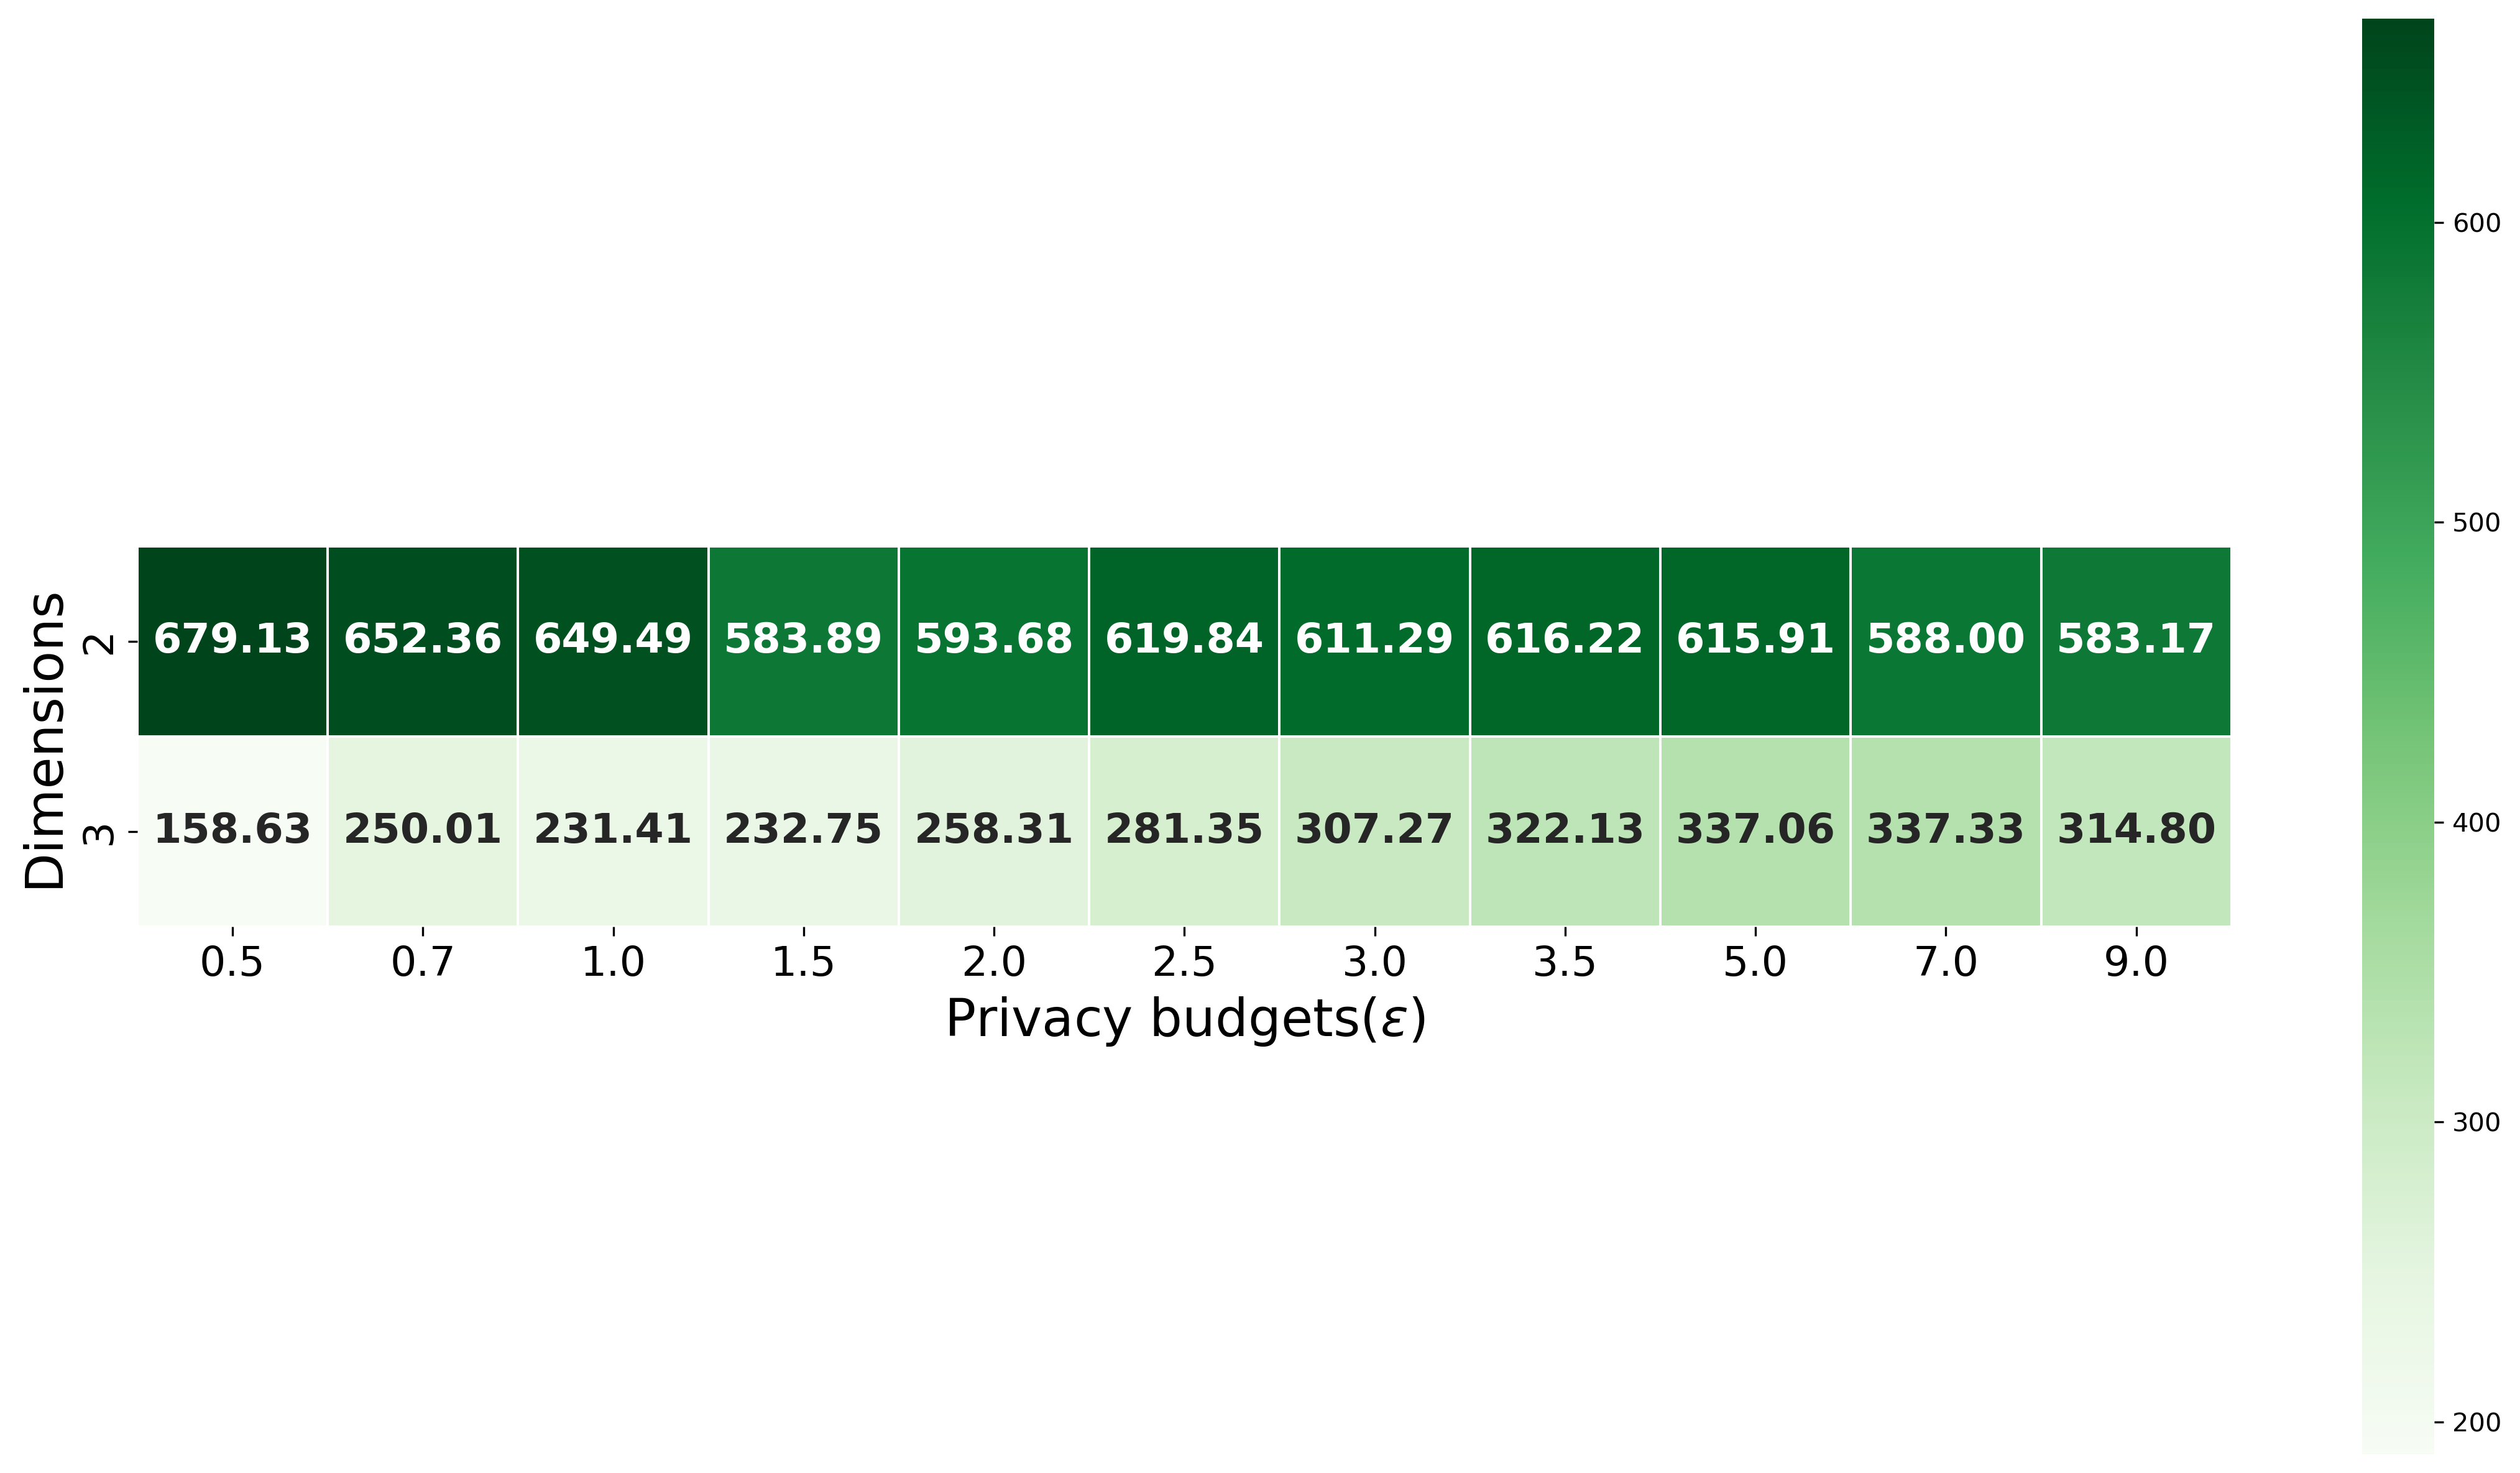 600
500
Dimensions
2
679.13 652.36 649.49 583.89 593.68 619.84 611.29 616.22 615.91 588.00 583.17
3
158.63 250.01 231.41 232.75 258.31 281.35 307.27 322.13 337.06 337.33 314.80
400
0.5 0.7 1.0 1.5 2.0 2.5 3.0 3.5 5.0 7.0 9.0
Privacy budgets(ε)
300
200